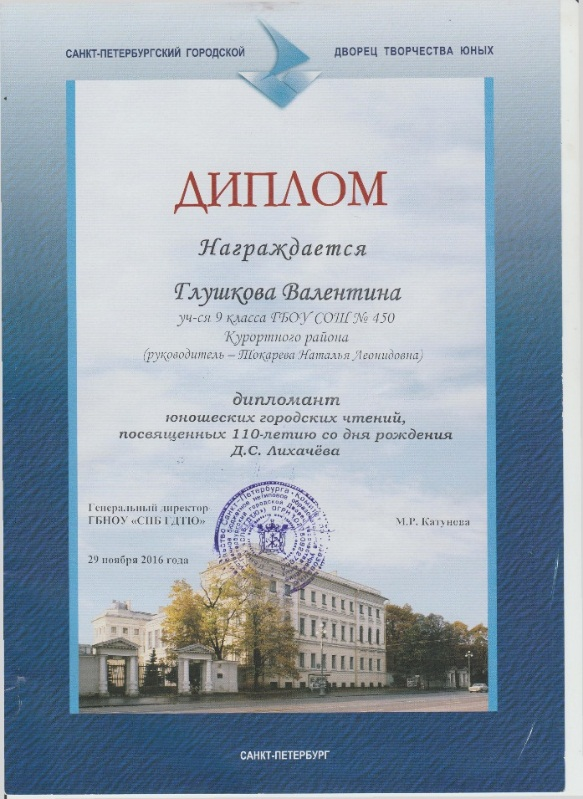 САНКТ-ПЕТЕРБУРГСКИЙ ГОРОДСКОЙ ДВОРЕЦ ТВОРЧЕСТВА ЮНЫХ
ДИПЛОМ
Награждается
Глушкова Валентина
уч-ся 9 класса ГБОУ СОШ № 450
Курортного района
(руководитель – Токарева Наталья Леонидовна)
дипломант
юношеских городских чтений,
посвященных 110-летию со дня рождения
Д.С. Лихачёва
Генеральный директор
ГБНОУ «СПБ ГДТЮ» М.Р. Катунова
29 ноября 2016 года
САНКТ-ПЕТЕРБУРГ